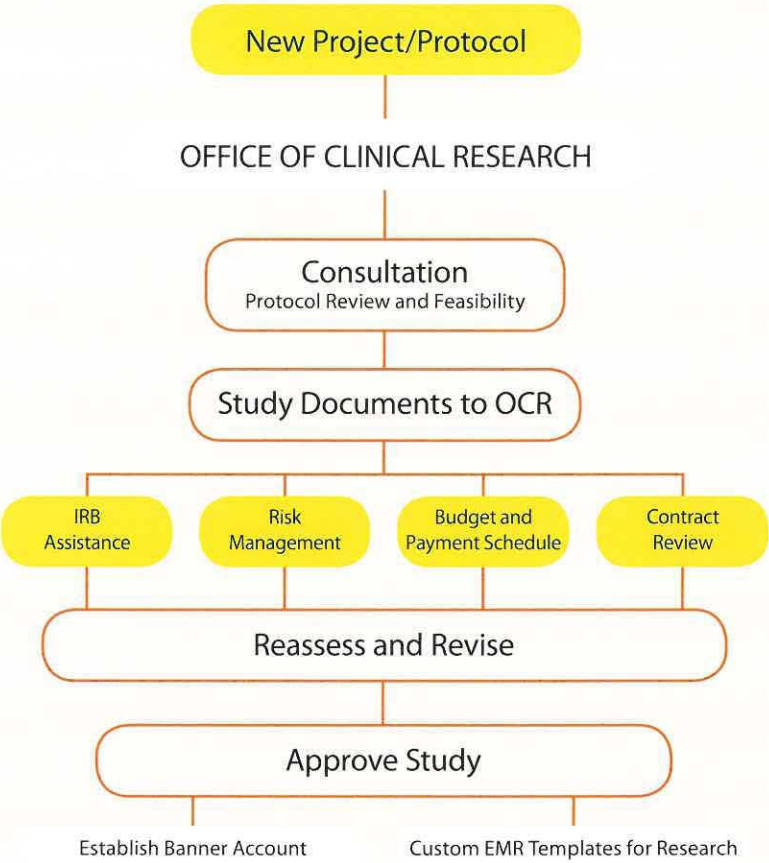 New Project/Protocol
OFFICE OF CLINICAL RESEARCH
Consultation
Protocol Review and Feasibility
Study Documents to OCR
IRB
Assistance
Risk
Management
Budget and
Payment Schedule
Contract
Review
Reassess and Revise
Approve Study
Establish Banner Account
Custom EMR Templates for Research